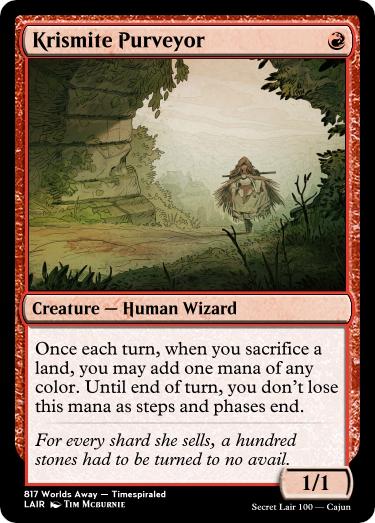 Krismite Purveyor
Creature — Human Wizard
Once each turn, when you sacrifice a
land, you may add one mana of any
color. Until end of turn, you don't lose
this mana as steps and phases end.
For every shard she sells, a hundred
stones had to be turned to no avail.
1/1
817 Worlds Away — Timespiraled
LAIR Tim McBurnie
Secret Lair 100 — Cajun